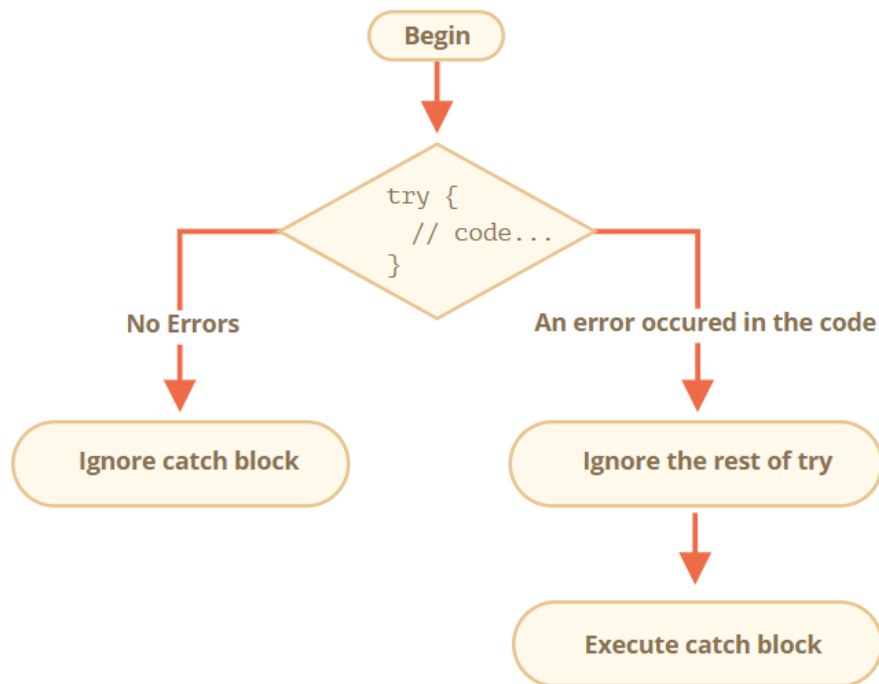 Begin
try {
// code...
}
No Errors
An error occured in the code
Ignore catch block
Ignore the rest of try
Execute catch block